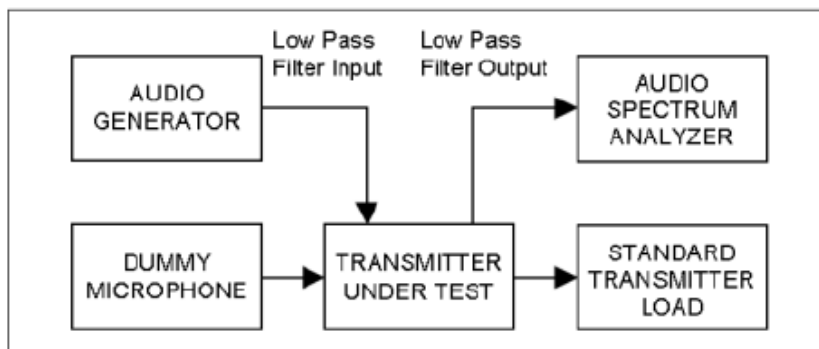 Low Pass
Filter Input
Low Pass
Filter Output
AUDIO
GENERATOR
AUDIO
SPECTRUM
ANALYZER
DUMMY
MICROPHONE
TRANSMITTER
UNDER TEST
STANDARD
TRANSMITTER
LOAD